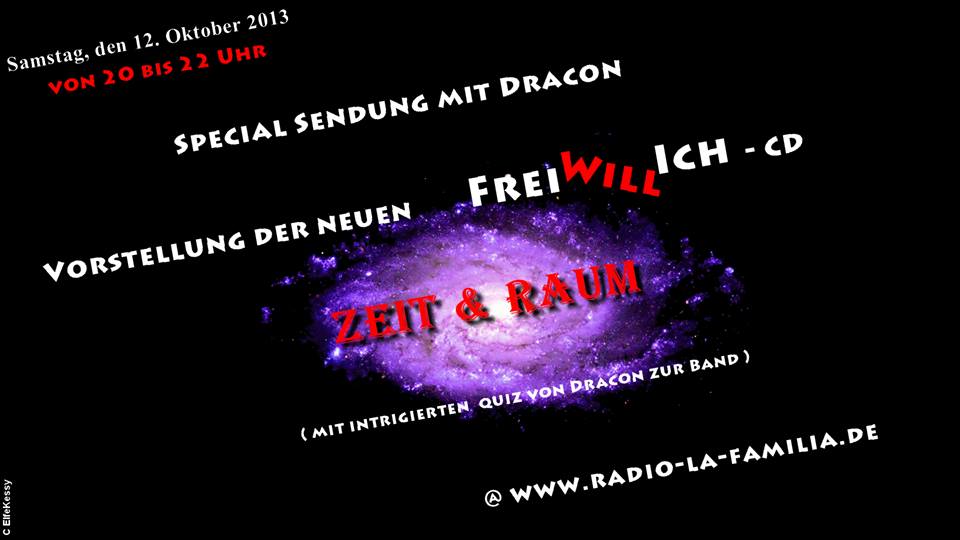 Samstag, den 12. Oktober 2013
von 20 bis 22 Uhr
Special Sendung mit Dracon
Vorstellung der neuen FreiWillIch - CD
Zeit & Raum
( mit intrigierten quiz von Dracon zur Band )
@ www.radio-la-familia.de
C ElfeKessy